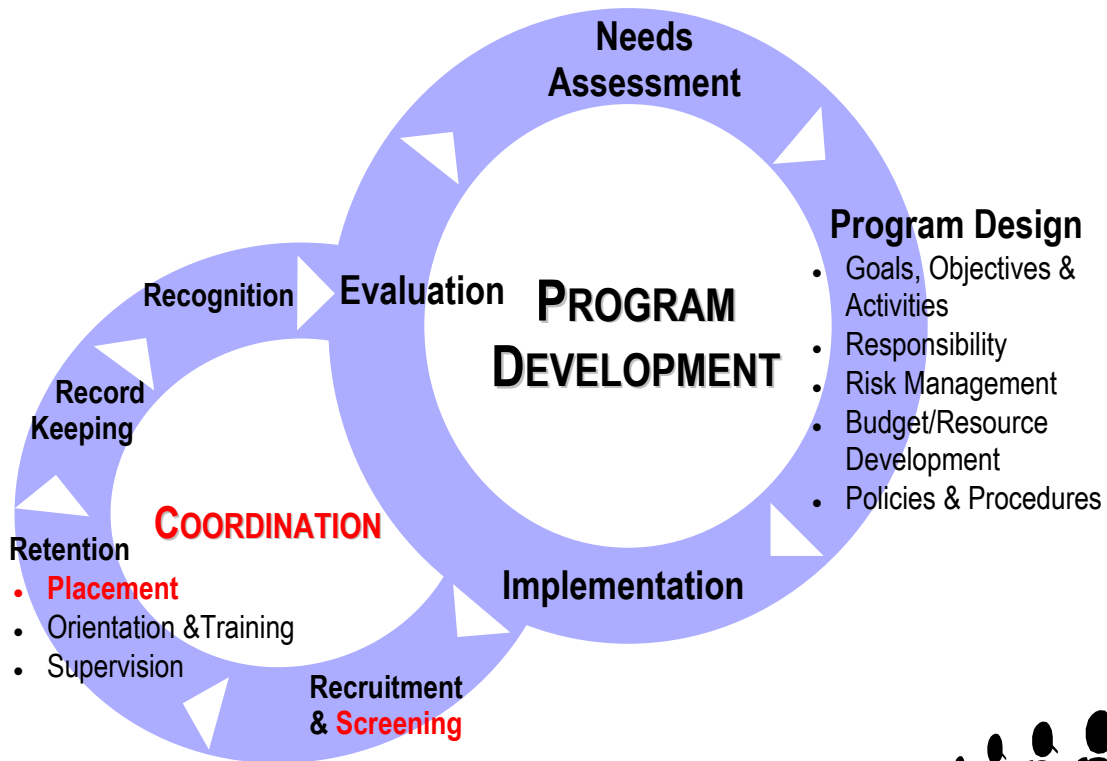 Needs
Assessment
Program Design
• Goals, Objectives &
Activities
• Responsibility
• Risk Management
• Budget/Resource
Development
• Policies & Procedures
Implementation
Evaluation
PROGRAM
DEVELOPMENT
Recognition
Record
Keeping
COORDINATION
Retention
• Placement
• Orientation &Training
• Supervision
Recruitment
& Screening